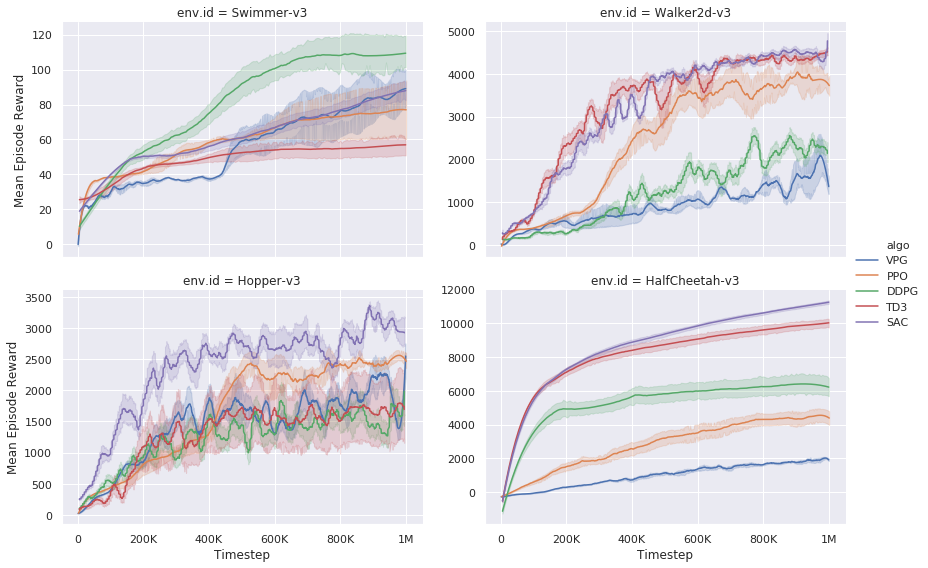 env.id = Swimmer-v3
120
100
80
60
40
20
0
Mean Episode Reward
env.id = Walker2d-v3
5000
4000
3000
2000
1000
0
env.id = Hopper-v3
3500
3000
2500
2000
1500
1000
500
0
Mean Episode Reward
0 200K 400K 600K 800K 1M
Timestep
env.id = HalfCheetah-v3
12000
10000
8000
6000
4000
2000
0
0 200K 400K 600K 800K 1M
Timestep
algo
VPG
PPO
DDPG
TD3
SAC